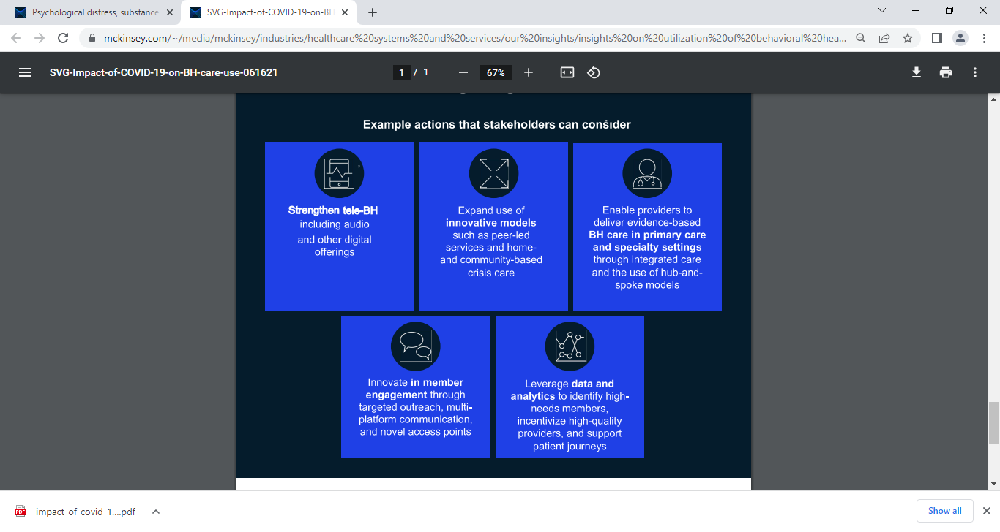 Psychological distress, substance
SVG-Impact-of-COVID-19-on-BH
mckinsey.com/~/media/mckinsey/industries/healthcare%20systems%20and%20services/our%20insights/insights%20on%20utilization%20of%20behavioral%20hea...
SVG-Impact-of-COVID-19-on-BH-care-use-061621
1 / 1
67%
Example actions that stakeholders can consider
Strengthen tele-BH
including audio
and other digital
offerings
Expand use of
innovative models
such as peer-led
services and home-
and community-based
crisis care
Enable providers to
deliver evidence-based
BH care in primary care
and specialty settings
through integrated care
and the use of hub-and-
spoke models
Innovate in member
engagement through
targeted outreach, multi-
platform communication,
and novel access points
Leverage data and
analytics to identify high-
needs members,
incentivize high-quality
providers, and support
patient journeys
PDF
impact-of-covid-1....pdf
Show all